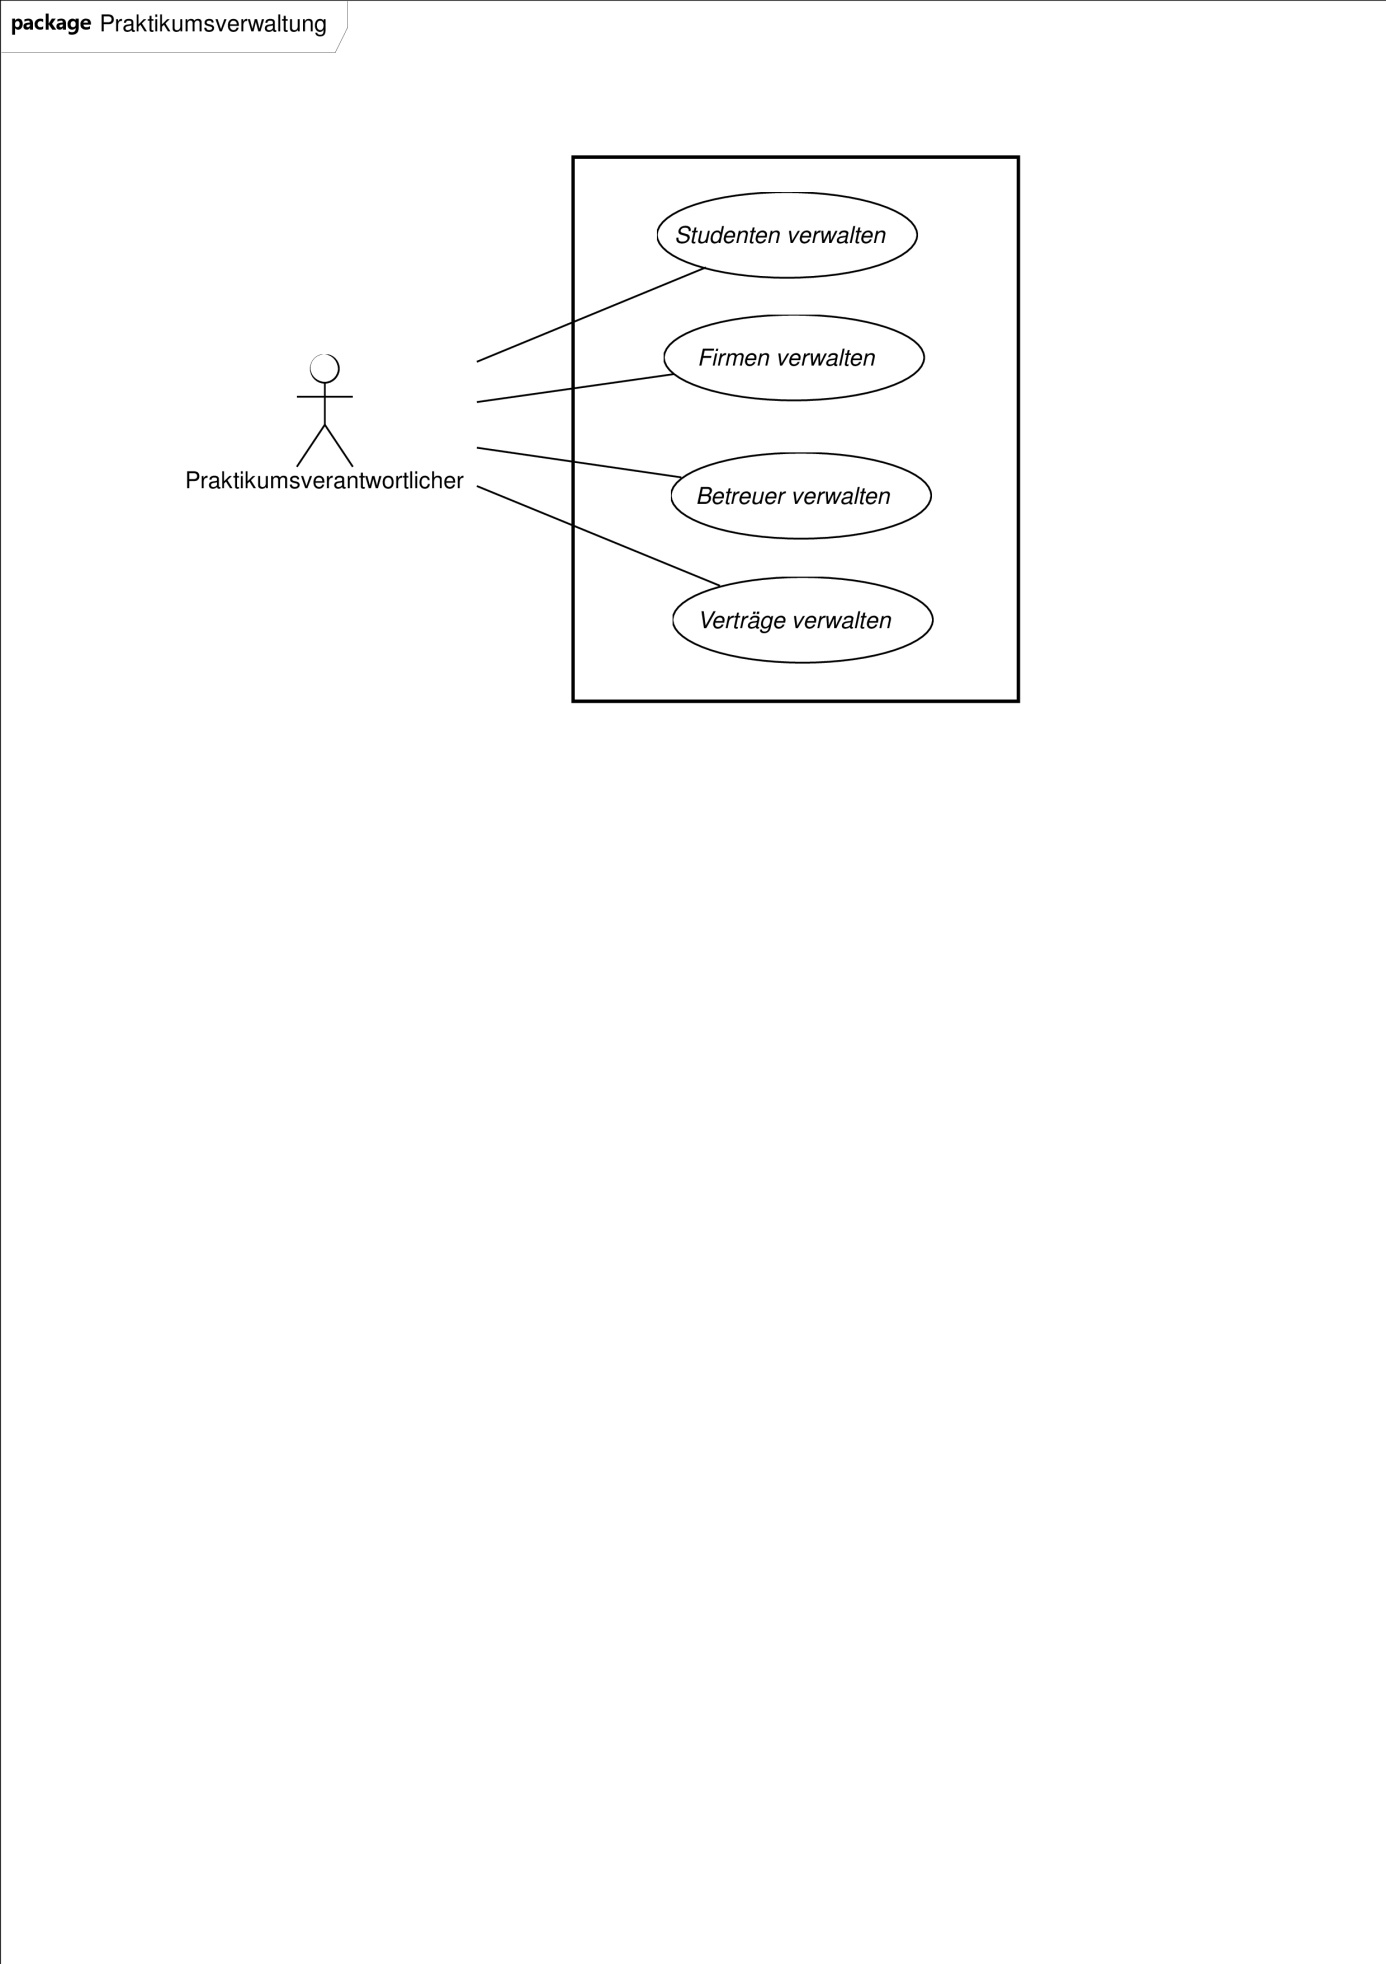 package Praktikumsverwaltung
Studenten verwalten
Firmen verwalten
Praktikumsverantwortlicher
Betreuer verwalten
Verträge verwalten